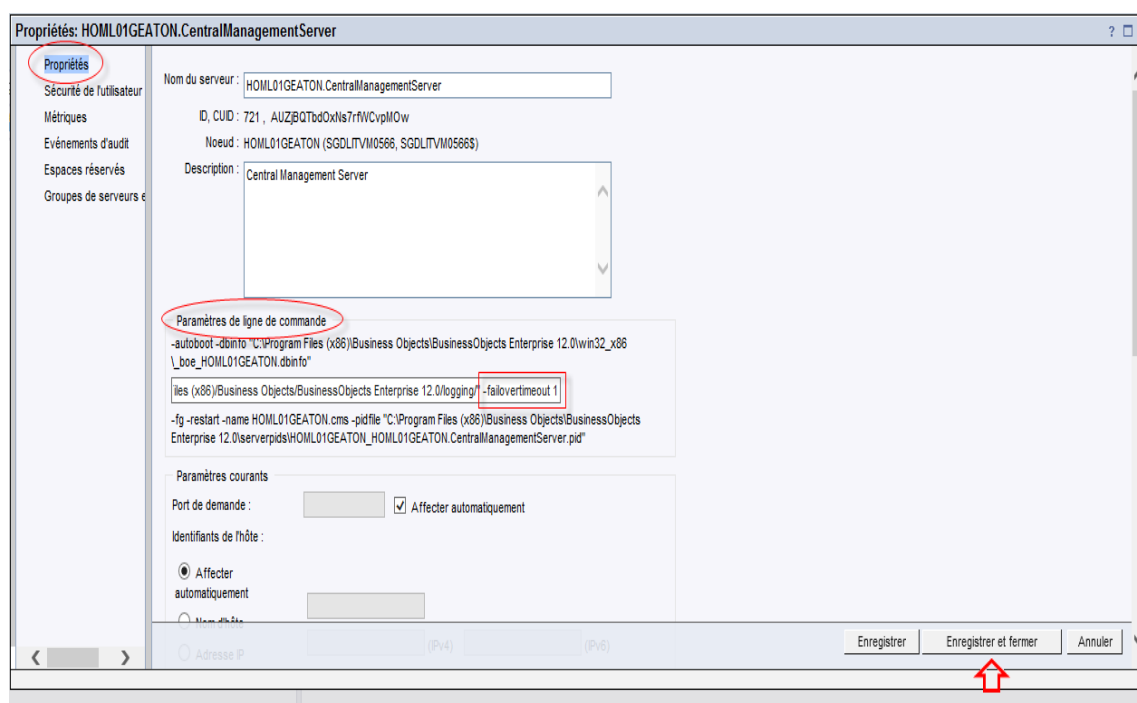 Propriétés: HOML01GEATON.CentralManagementServer
?
Propriétés
Sécurité de l'utilisateur
Métriques
Evénements d'audit
Espaces réservés
Groupes de serveurs e
Nom du serveur : HOML01GEATON.CentralManagementServer
ID, CUID : 721 , AUZjBQTbdOxNs7rfWCvpMOw
Noeud : HOML01GEATON (SGDLITVM0566, SGDLITVM0566$)
Description : Central Management Server
Paramètres de ligne de commande
-autoboot -dbinfo "C:\Program Files (x86)\Business Objects\BusinessObjects Enterprise 12.0\win32_x86
\_boe_HOML01GEATON.dbinfo"
iles (x86)/Business Objects/BusinessObjects Enterprise 12.0/logging/" -failovertimeout 1
-fg -restart -name HOML01GEATON.cms -pidfile "C:\Program Files (x86)\Business Objects\BusinessObjects
Enterprise 12.0\serverpids\HOML01GEATON_HOML01GEATON.CentralManagementServer.pid"
Paramètres courants
Port de demande : Affecter automatiquement
Identifiants de l'hôte :
Affecter
automatiquement
Nom d'hôte
Adresse IP (IPv4) (IPv6)
Enregistrer Enregistrer et fermer Annuler